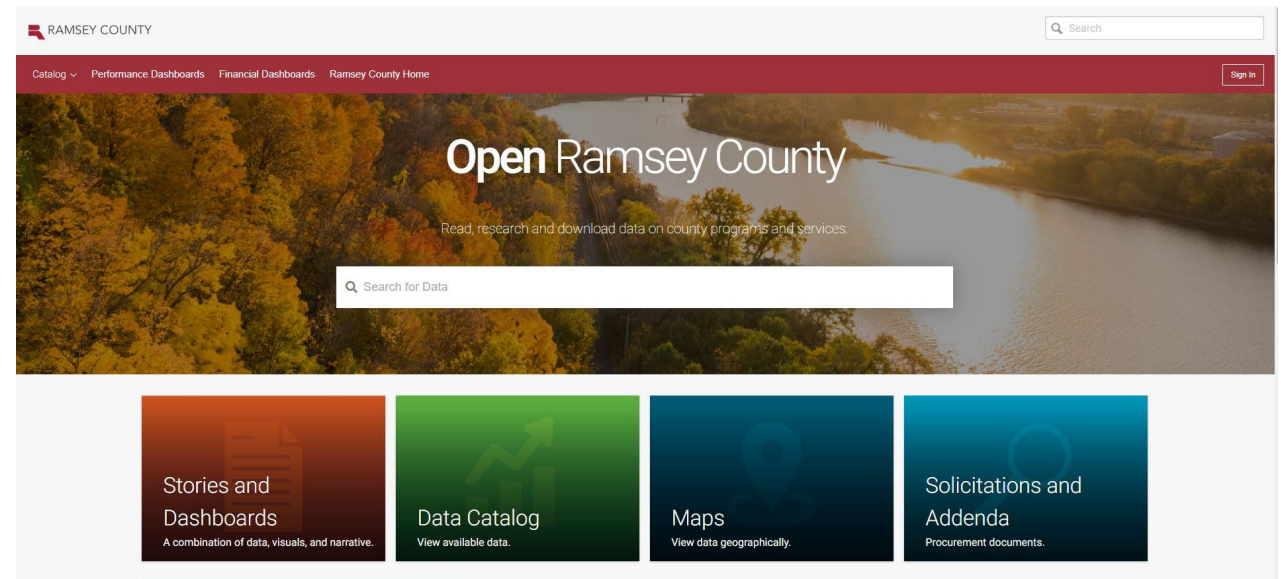 RAMSEY COUNTY
Search
Catalog
Performance Dashboards
Financial Dashboards
Ramsey County Home
Sign In
Open Ramsey County
Read, research and download data on county programs and services.
Search for Data
Stories and
Dashboards
A combination of data, visuals, and narrative.
Data Catalog
View available data.
Maps
View data geographically.
Solicitations and
Addenda
Procurement documents.